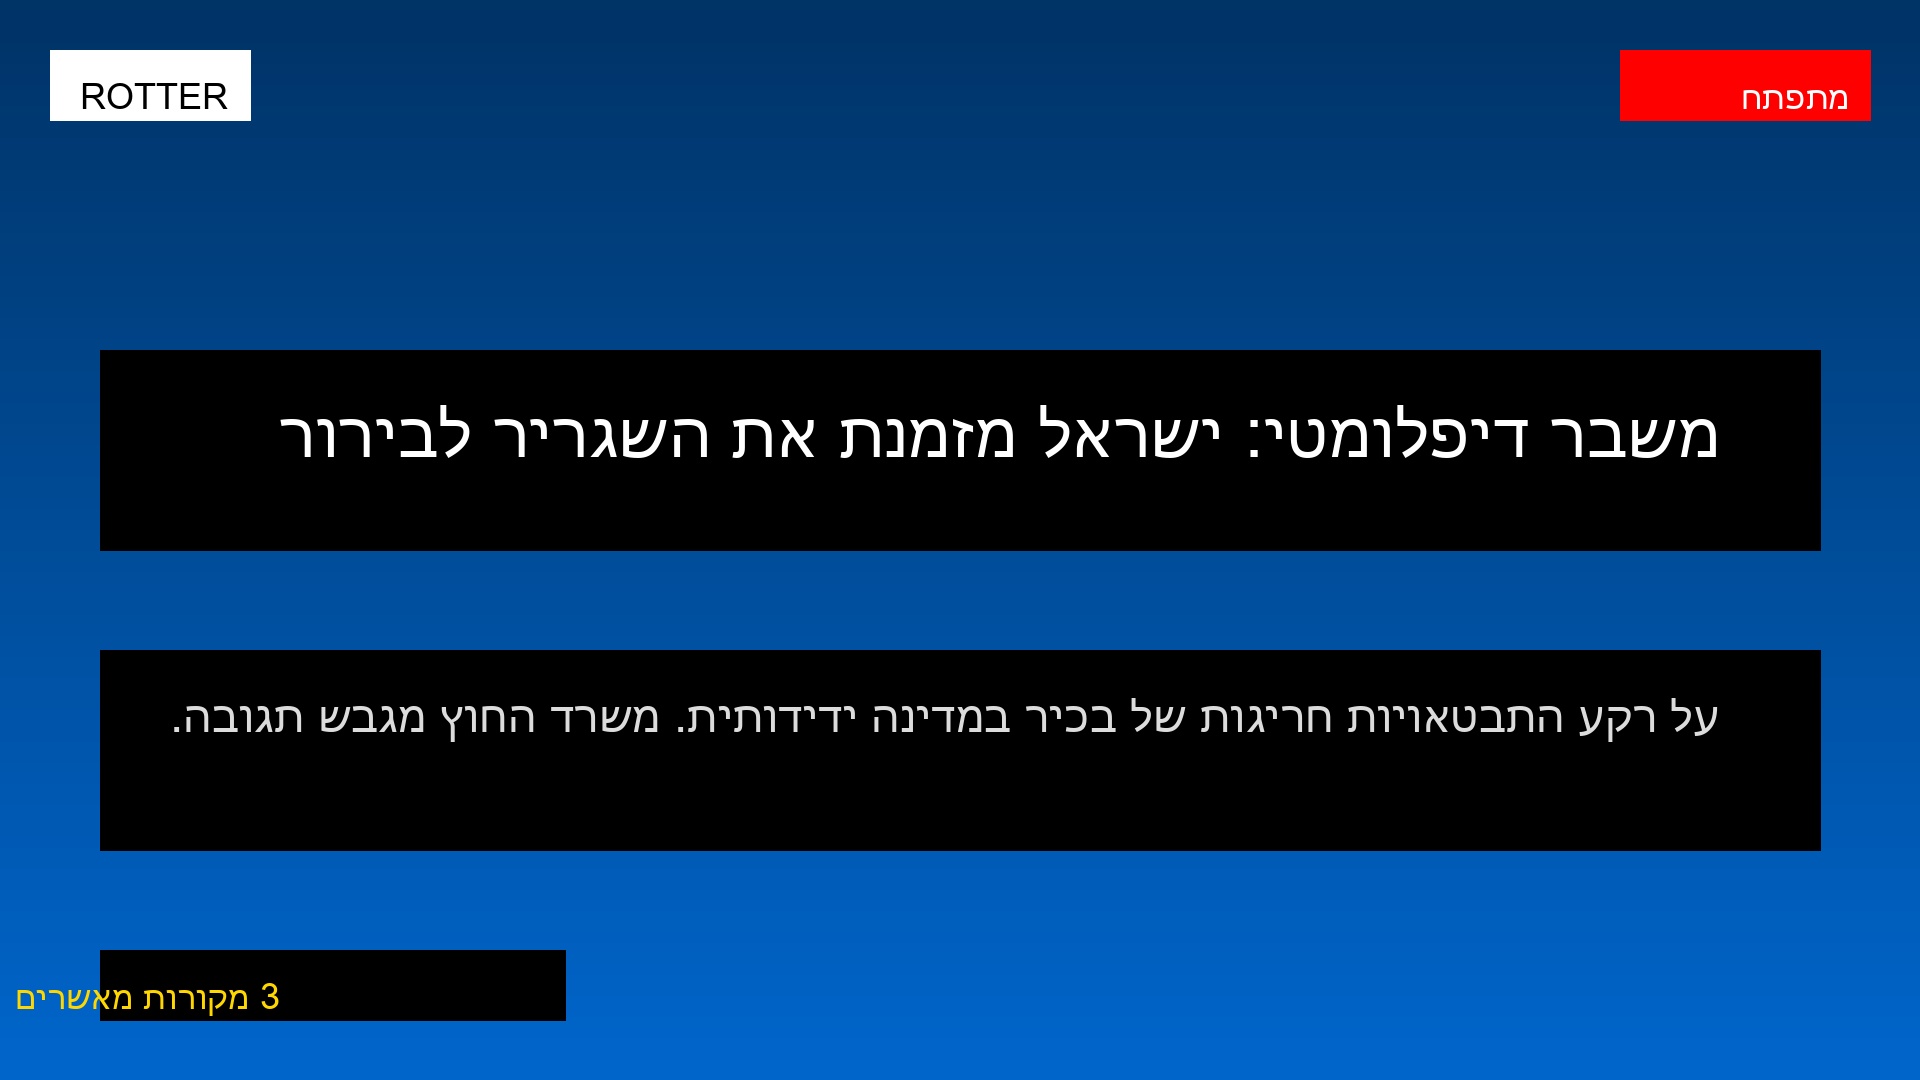 ROTTER
מתפתח
משבר דיפלומטי: ישראל מזמנת את השגריר לבירור
על רקע התבטאויות חריגות של בכיר במדינה ידידותית. משרד החוץ מגבש תגובה.
3 מקורות מאשרים